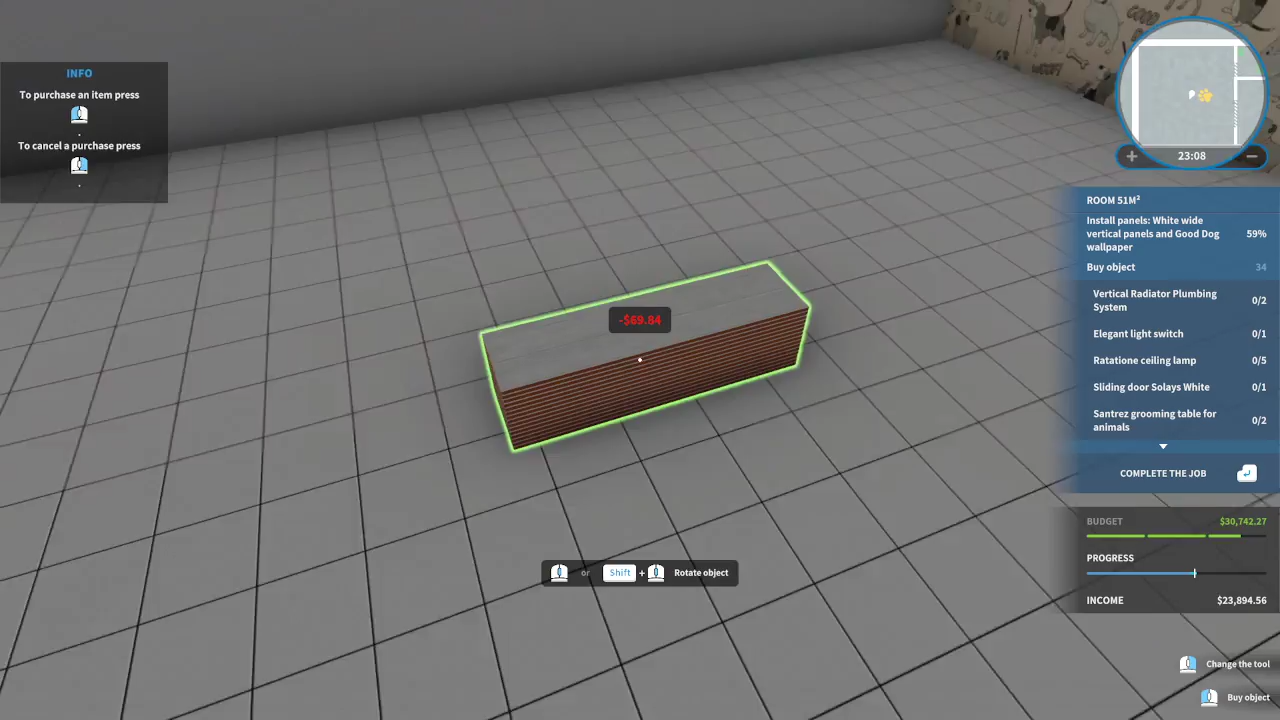 INFO
To purchase an item press
.
To cancel a purchase press
.
23:08
ROOM 51M²
Install panels: White wide
vertical panels and Good Dog
wallpaper
59%
Buy object 34
Vertical Radiator Plumbing
System
0/2
Elegant light switch 0/1
Ratatione ceiling lamp 0/5
Sliding door Solays White 0/1
Santrez grooming table for
animals
0/2
COMPLETE THE JOB
-$69.84
BUDGET $30,742.27
PROGRESS
INCOME $23,894.56
or Shift + Rotate object
Change the tool
Buy object